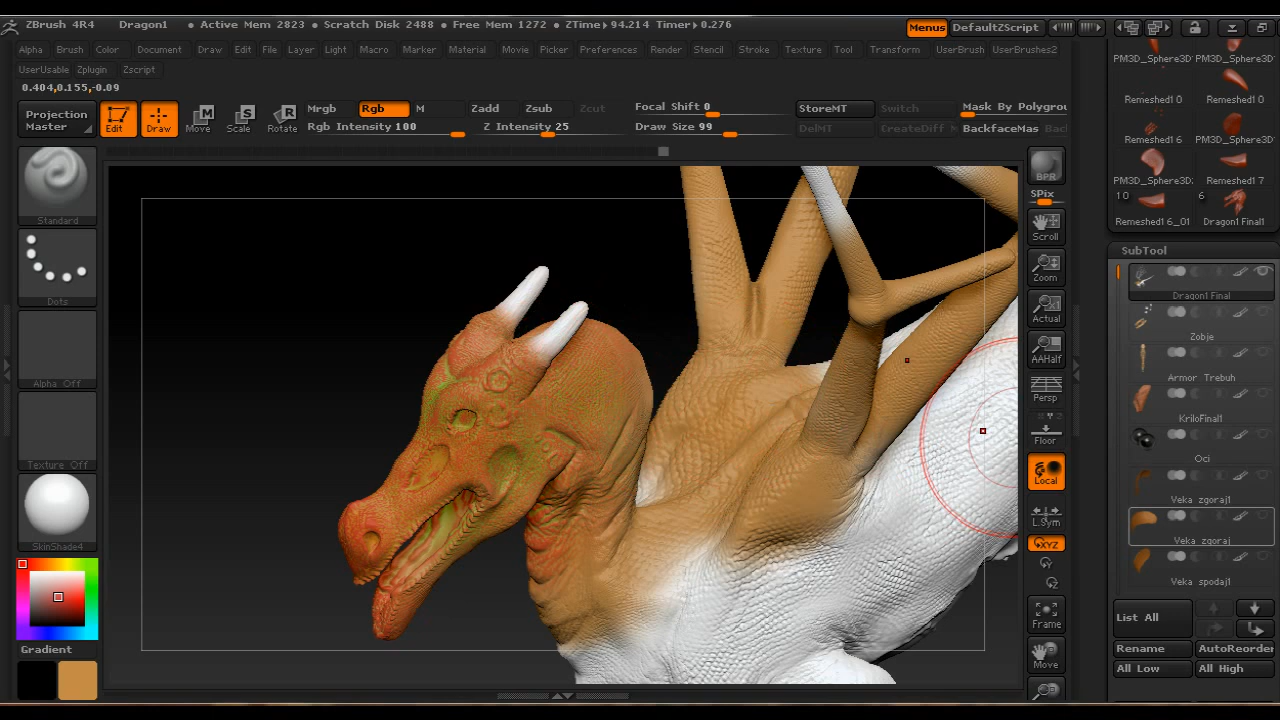 ZBrush 4R4 Dragon1 • Active Mem 2823 • Scratch Disk 2488 • Free Mem 1272 • ZTime▸94.214 Timer▸0.276 Menus DefaultZScript
Alpha Brush Color Document Draw Edit File Layer Light Macro Marker Material Movie Picker Preferences Render Stencil Stroke Texture Tool Transform UserBrush UserBrushes2
UserUsable Zplugin Zscript
0.404,0.155,-0.09
Projection Master
Edit Draw Move Scale Rotate
Mrgb Rgb M Zadd Zsub Zcut
Rgb Intensity 100 Z Intensity 25
Focal Shift 0
Draw Size 99
StoreMT Switch
DelMT CreateDiff M
Mask By Polygrou
BackfaceMas Bac
Standard
Dots
Alpha Off
Texture Off
SkinShade4
Gradient
BPR
SPix
Scroll
Zoom
Actual
AAHalf
Persp
Floor
Local
L.Sym
XYZ
Y
Z
Frame
Move
PM3D_Sphere3D PM3D_Sphere3D
Remeshed1 0 Remeshed1 0
Remeshed1 6 PM3D_Sphere3D
PM3D_Sphere3D Remeshed1 7
10 6
Remeshed1 6_01 Dragon1 Final1
SubTool
Dragon1 Final
Zobje
Armor Trebuh
KriloFinal1
Oci
Veka zgoraj1
Veka zgoraj
Veka spodaj1
List All
Rename AutoReorder
All Low All High